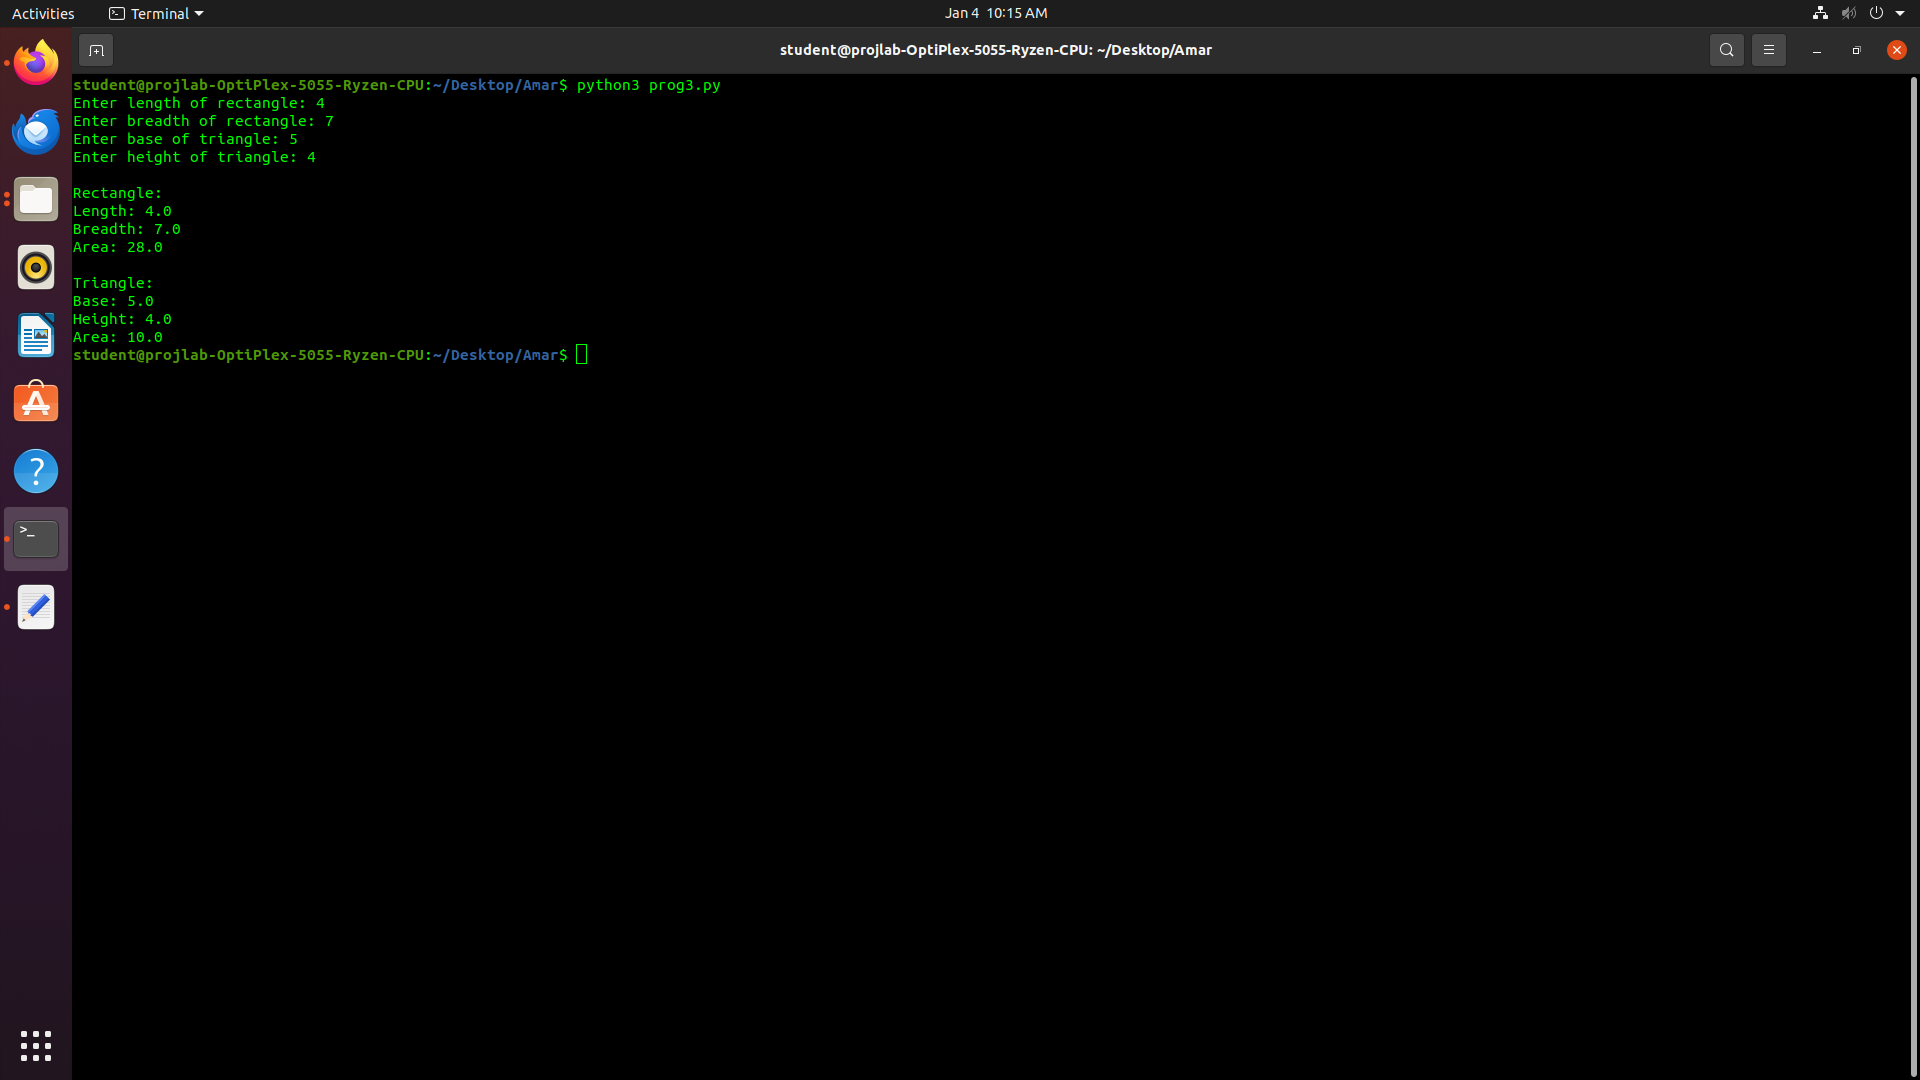 Activities
Terminal
Jan 4 10:15 AM
student@projlab-OptiPlex-5055-Ryzen-CPU: ~/Desktop/Amar
student@projlab-OptiPlex-5055-Ryzen-CPU:~/Desktop/Amar$ python3 prog3.py
Enter length of rectangle: 4
Enter breadth of rectangle: 7
Enter base of triangle: 5
Enter height of triangle: 4
Rectangle:
Length: 4.0
Breadth: 7.0
Area: 28.0
Triangle:
Base: 5.0
Height: 4.0
Area: 10.0
student@projlab-OptiPlex-5055-Ryzen-CPU:~/Desktop/Amar$